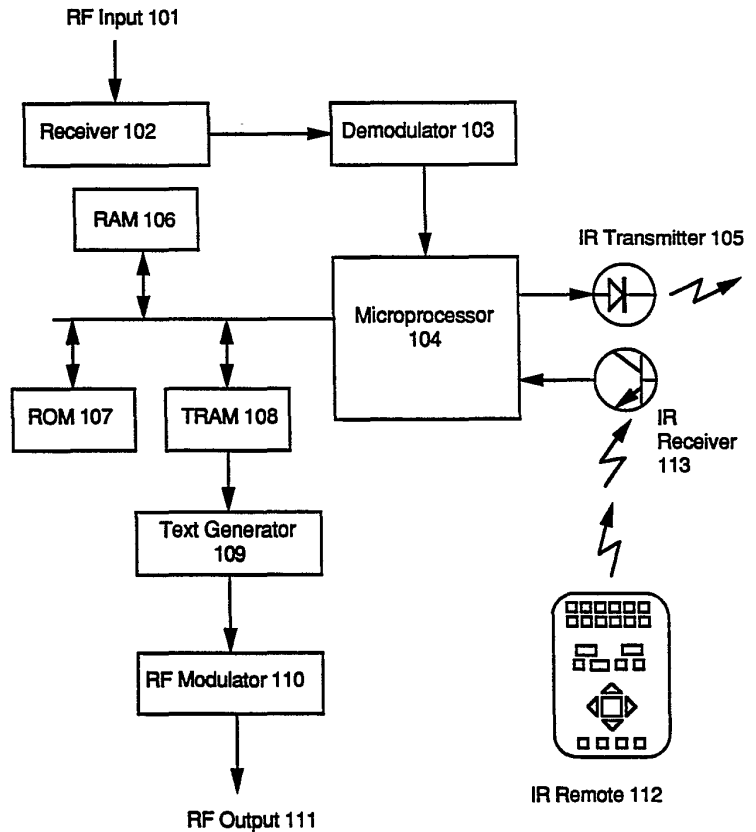 RF Input 101
Receiver 102
Demodulator 103
RAM 106
IR Transmitter 105
Microprocessor
104
ROM 107
TRAM 108
IR
Receiver
113
Text Generator
109
RF Modulator 110
IR Remote 112
RF Output 111